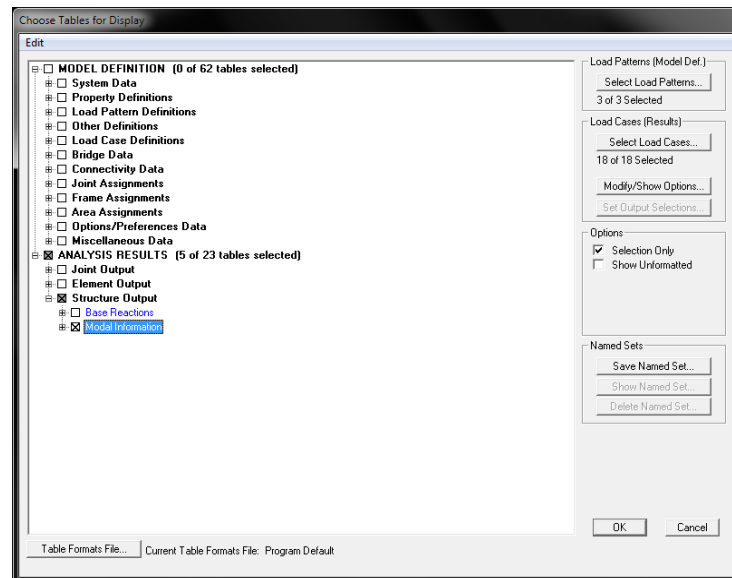 Choose Tables for Display
Edit
MODEL DEFINITION (0 of 62 tables selected)
System Data
Property Definitions
Load Pattern Definitions
Other Definitions
Load Case Definitions
Bridge Data
Connectivity Data
Joint Assignments
Frame Assignments
Area Assignments
Options/Preferences Data
Miscellaneous Data
ANALYSIS RESULTS (5 of 23 tables selected)
Joint Output
Element Output
Structure Output
Base Reactions
Modal Information
Load Patterns (Model Def.)
Select Load Patterns...
3 of 3 Selected
Load Cases (Results)
Select Load Cases...
18 of 18 Selected
Modify/Show Options...
Set Output Selections...
Options
Selection Only
Show Unformatted
Named Sets
Save Named Set...
Show Named Set...
Delete Named Set...
OK Cancel
Table Formats File... Current Table Formats File: Program Default